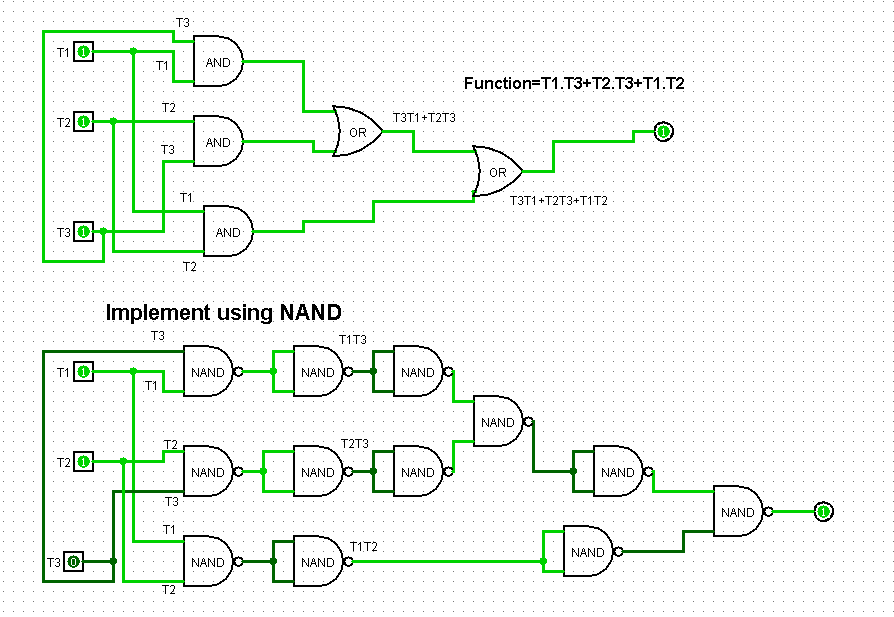 T3
T1 1
T1
AND
Function=T1.T3+T2.T3+T1.T2
T2
T2 1
AND
T3
OR
T3T1+T2T3
1
OR
T1
T3T1+T2T3+T1T2
T3 1
AND
T2
Implement using NAND
T3
T1T3
T1 1
T1
NAND
NAND
NAND
NAND
T2
T2T3
T2 1
NAND
NAND
NAND
NAND
T3
NAND
1
T1
T1T2
T3 0
NAND
NAND
NAND
T2